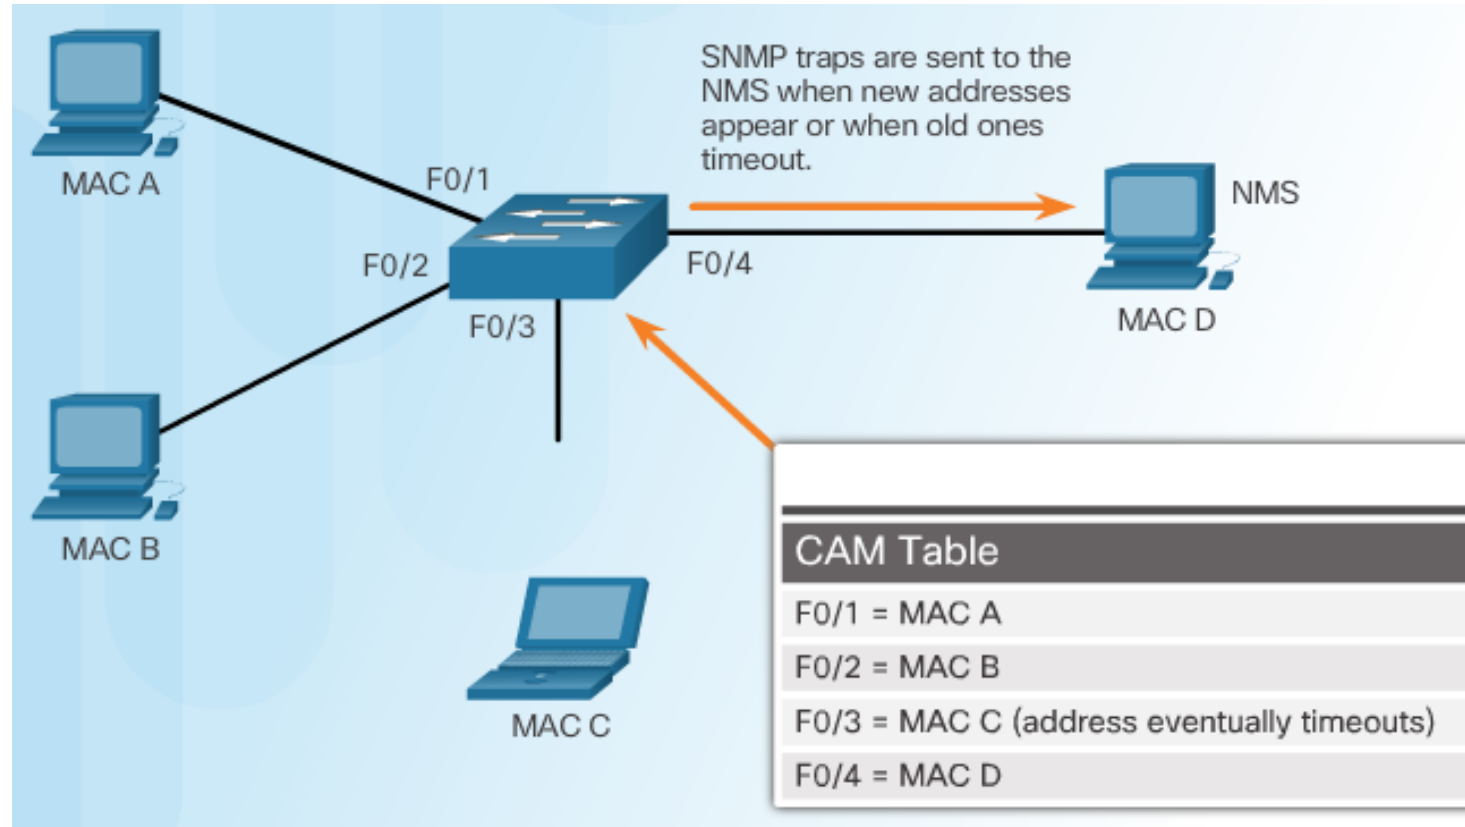 SNMP traps are sent to the
NMS when new addresses
appear or when old ones
timeout.
MAC A
F0/1
NMS
F0/2
F0/4
F0/3
MAC D
MAC B
MAC C
CAM Table
F0/1 = MAC A
F0/2 = MAC B
F0/3 = MAC C (address eventually timeouts)
F0/4 = MAC D